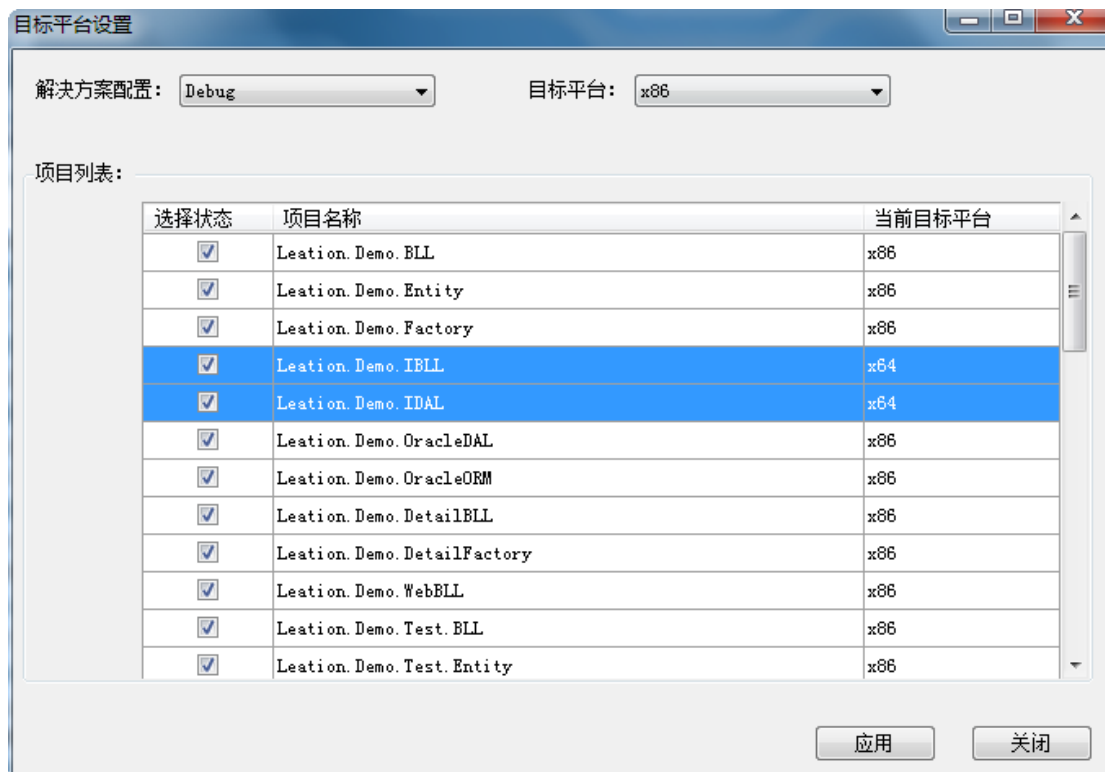 目标平台设置
解决方案配置： Debug 目标平台： x86
项目列表：
选择状态 项目名称 当前目标平台
Leation.Demo.BLL x86
Leation.Demo.Entity x86
Leation.Demo.Factory x86
Leation.Demo.IBLL x64
Leation.Demo.IDAL x64
Leation.Demo.OracleDAL x86
Leation.Demo.OracleORM x86
Leation.Demo.DetailBLL x86
Leation.Demo.DetailFactory x86
Leation.Demo.WebBLL x86
Leation.Demo.Test.BLL x86
Leation.Demo.Test.Entity x86
应用 关闭